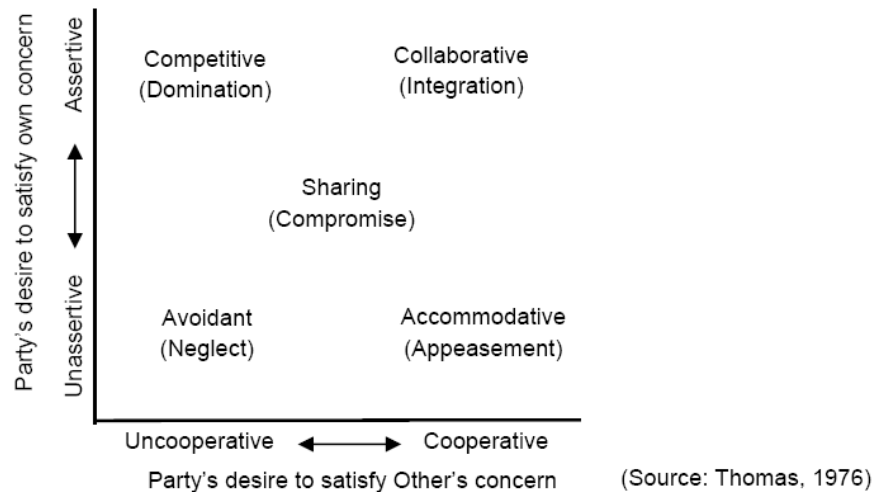 Party's desire to satisfy own concern
Assertive
Unassertive
Competitive
(Domination)
Collaborative
(Integration)
Sharing
(Compromise)
Avoidant
(Neglect)
Accommodative
(Appeasement)
Uncooperative
Cooperative
Party's desire to satisfy Other's concern
(Source: Thomas, 1976)